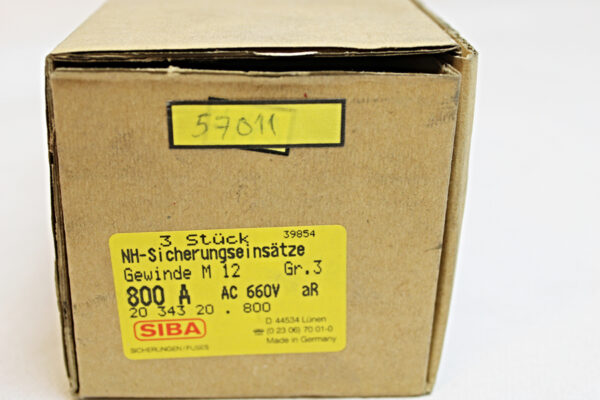 57011
3 Stück 39854
NH-Sicherungseinsätze
Gewinde M 12 Gr.3
800 A AC 660V aR
20 343 20 . 800
SIBA
D 44534 Lünen
☎ (0 23 06) 70 01-0
Made in Germany
SICHERUNGEN/FUSES